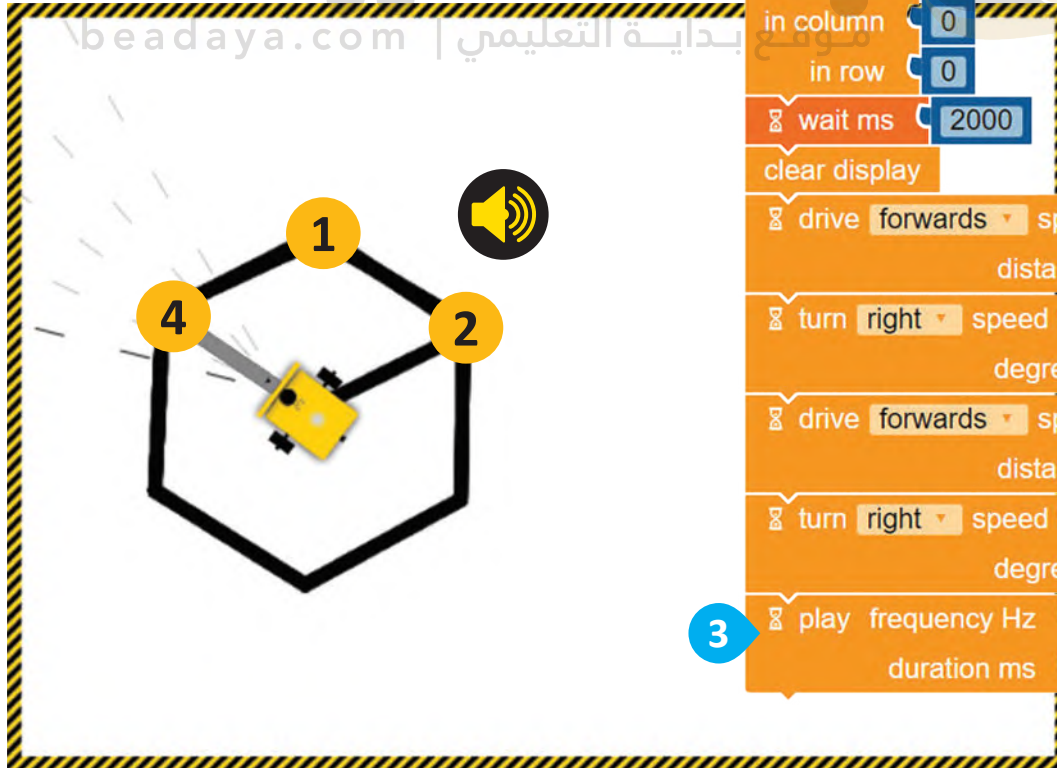 beadaya.com | موقع بداية التعليمي
1
4
2
in column 0
in row 0
wait ms 2000
clear display
drive forwards
turn right speed
drive forwards
turn right speed
3
play frequency Hz
duration ms